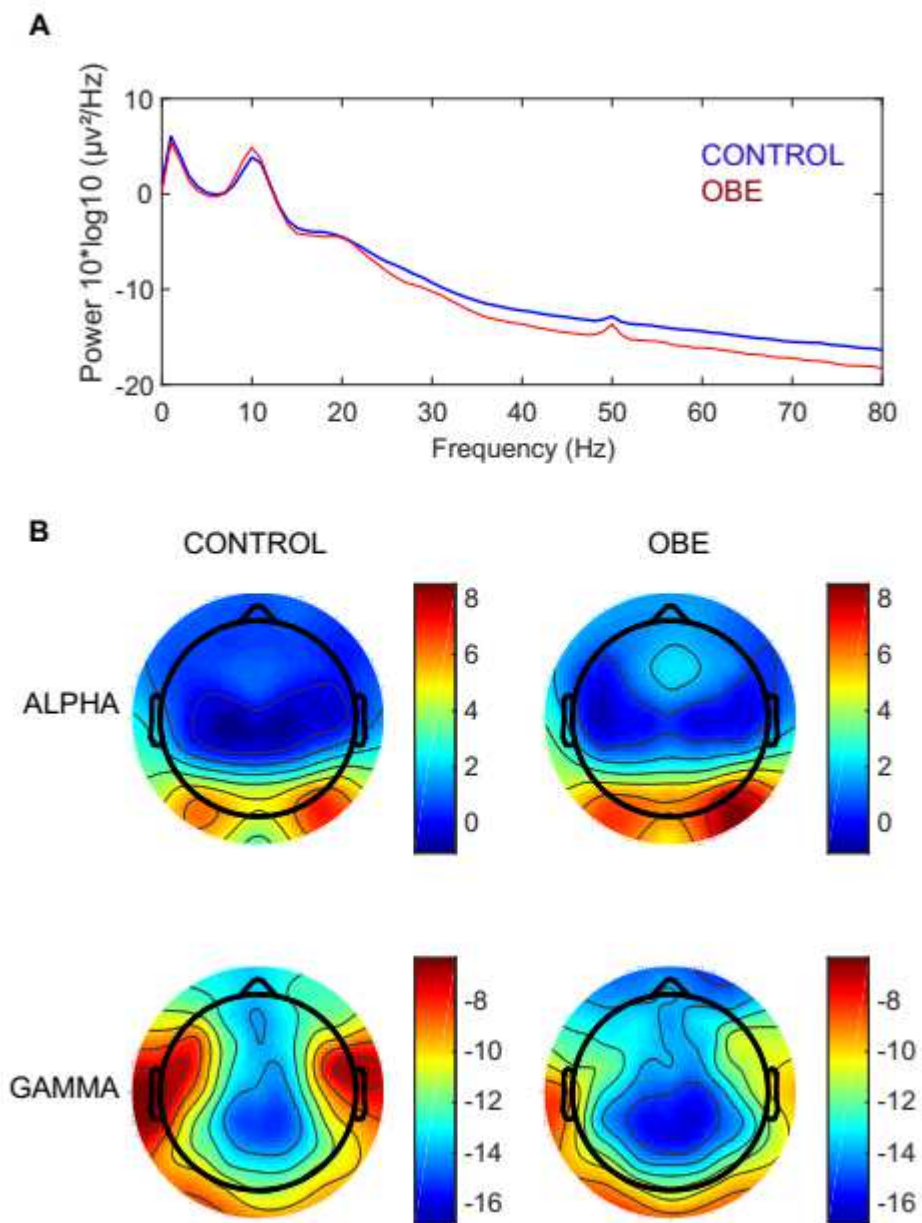 A
Power 10*log10 (µv²/Hz)
10
0
-10
-20
CONTROL
OBE
0 10 20 30 40 50 60 70 80
Frequency (Hz)
B
CONTROL OBE
ALPHA
8
6
4
2
0
8
6
4
2
0
GAMMA
-8
-10
-12
-14
-16
-8
-10
-12
-14
-16